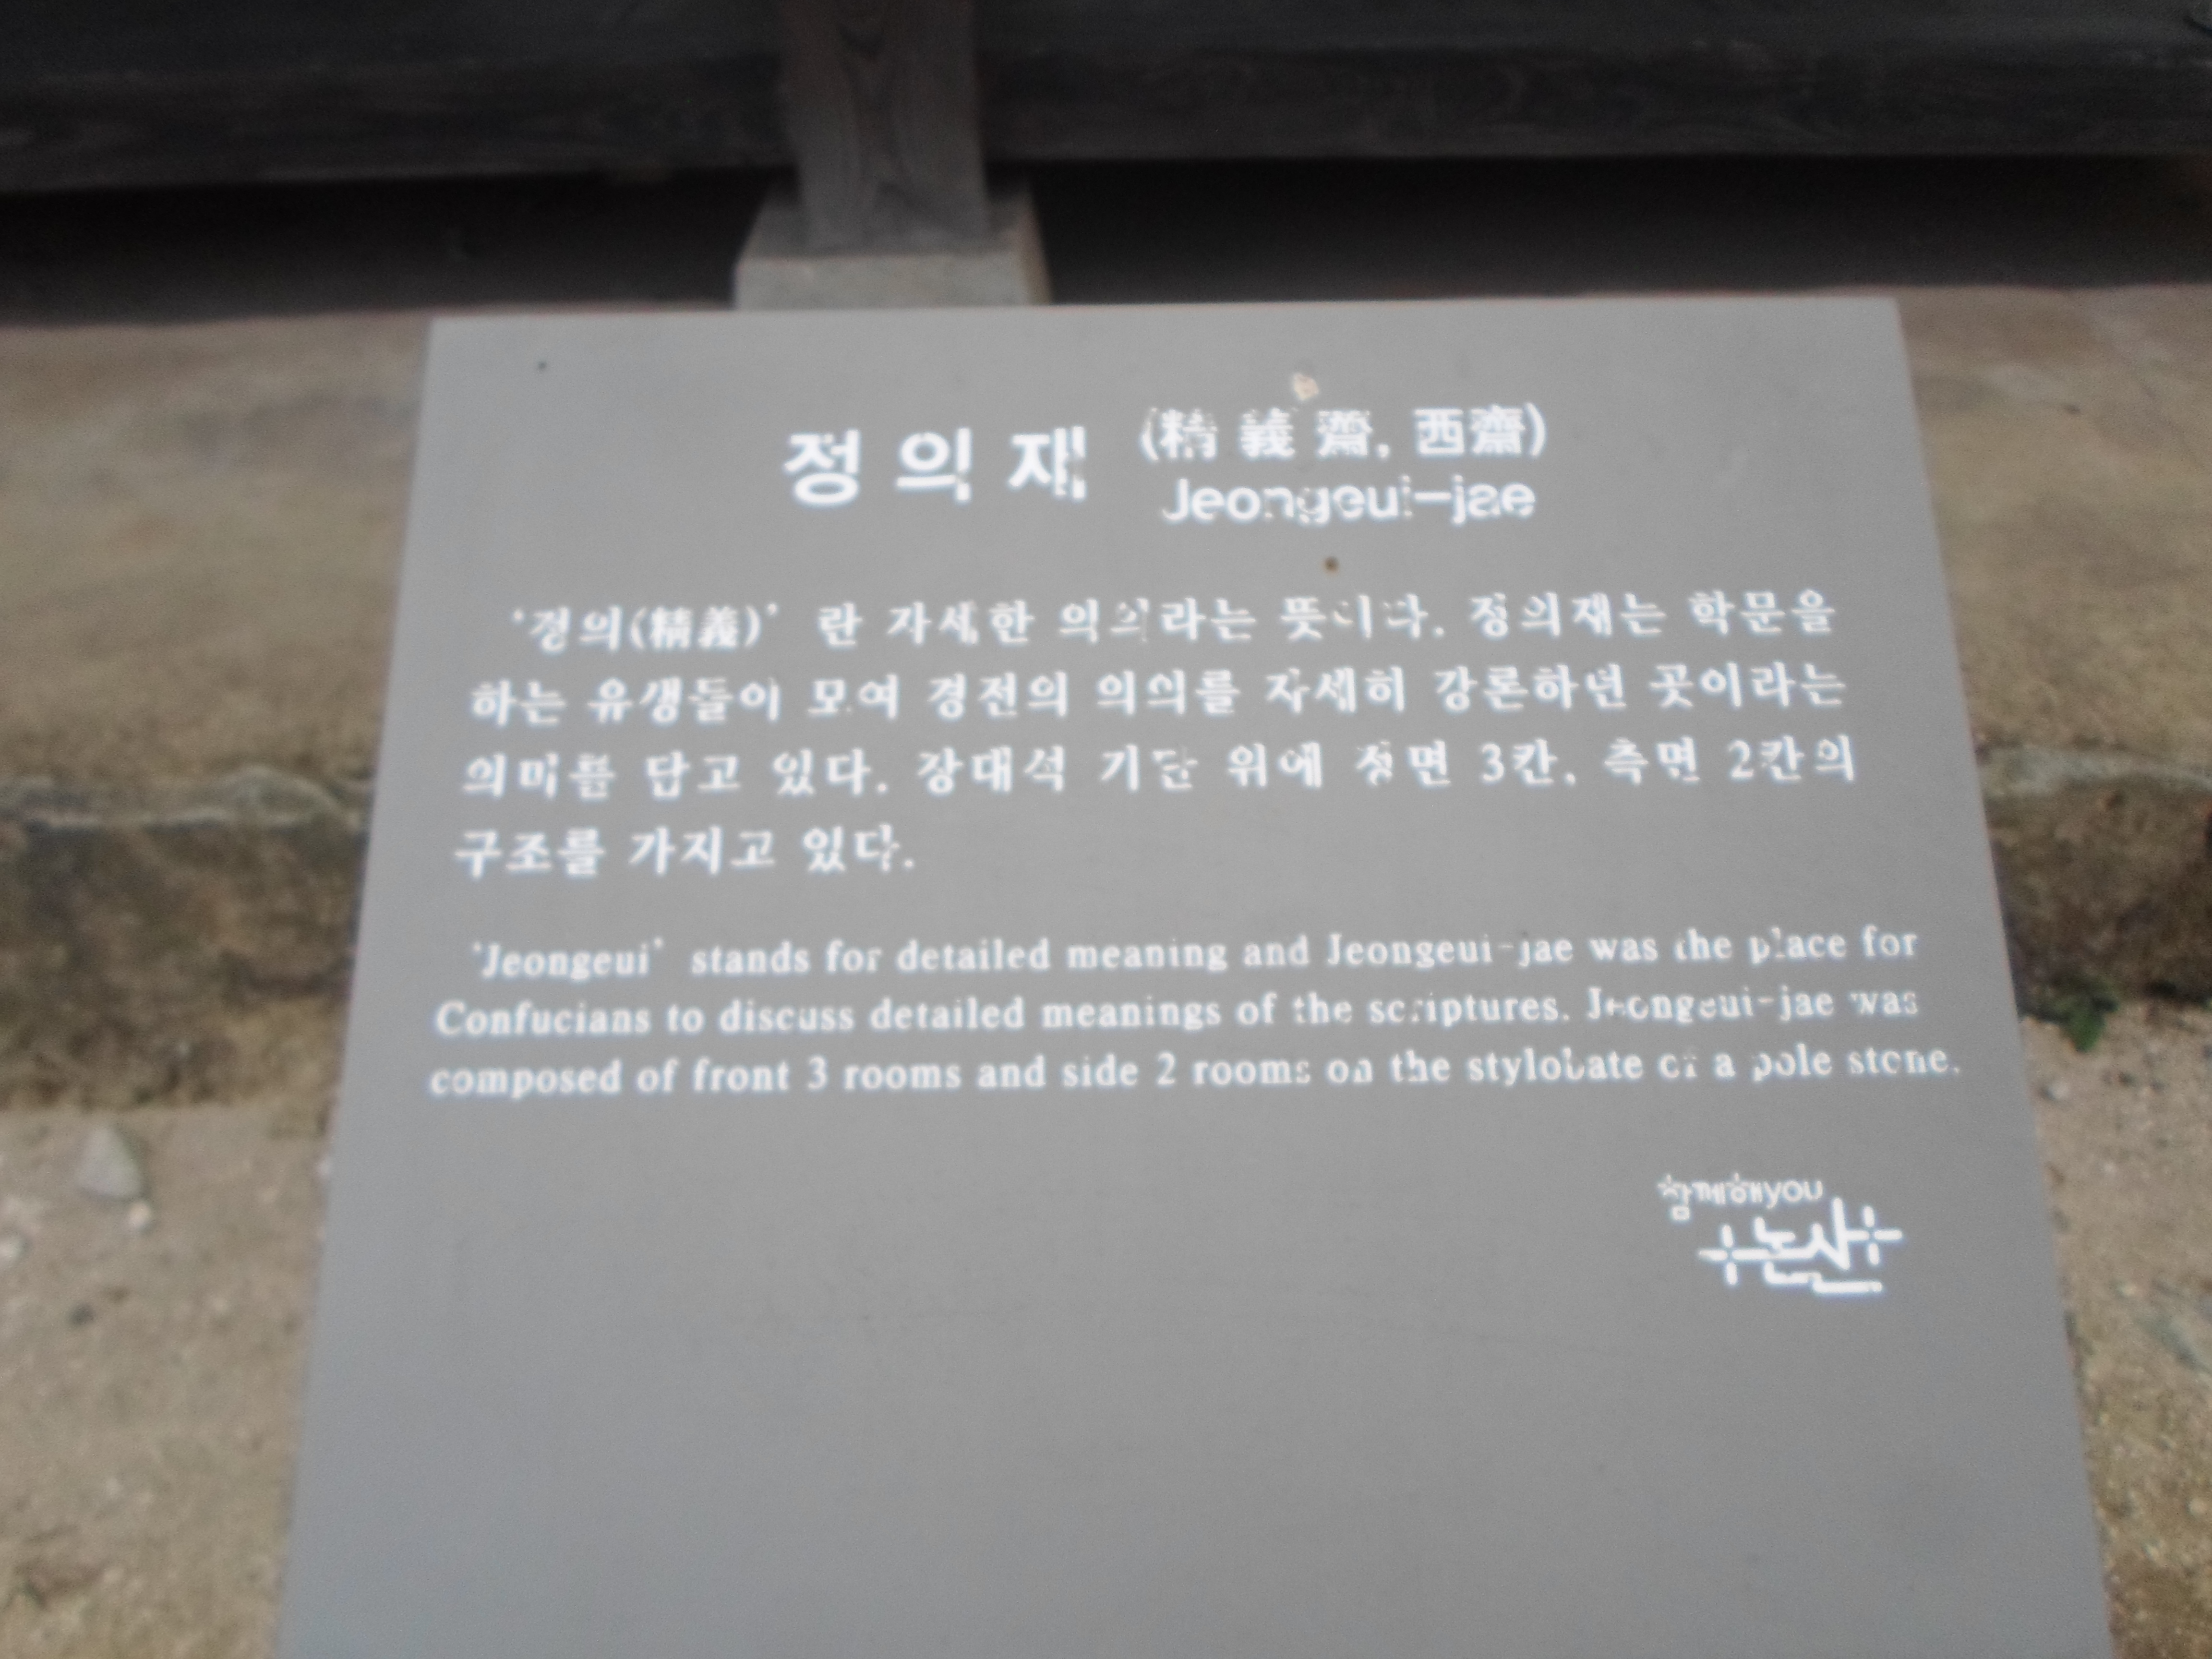 정의재 (精義齋, 西齋)
Jeongeui-jae
‘정의(精義)’ 란 자세한 의의라는 뜻이다. 정의재는 학문을
하는 유생들이 모여 경전의 의의를 자세히 강론하던 곳이라는
의미를 담고 있다. 강대석 기단 위에 정면 3칸, 측면 2칸의
구조를 가지고 있다.
‘Jeongeui’ stands for detailed meaning and Jeongeui-jae was the place for
Confucians to discuss detailed meanings of the scriptures. Jeongeui-jae was
composed of front 3 rooms and side 2 rooms on the stylobate of a pole stone.
함께해you
논산